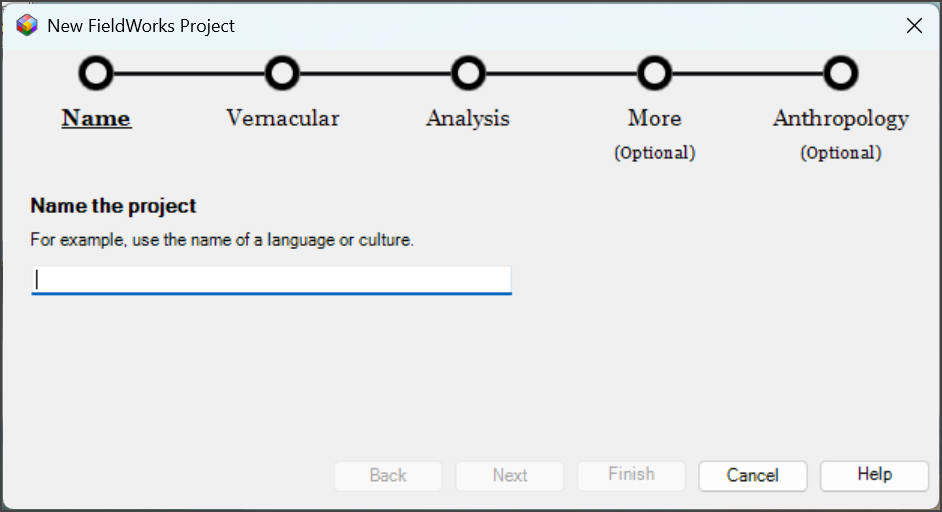 New FieldWorks Project
Name Vernacular Analysis More Anthropology
(Optional) (Optional)
Name the project
For example, use the name of a language or culture.
Back Next Finish Cancel Help